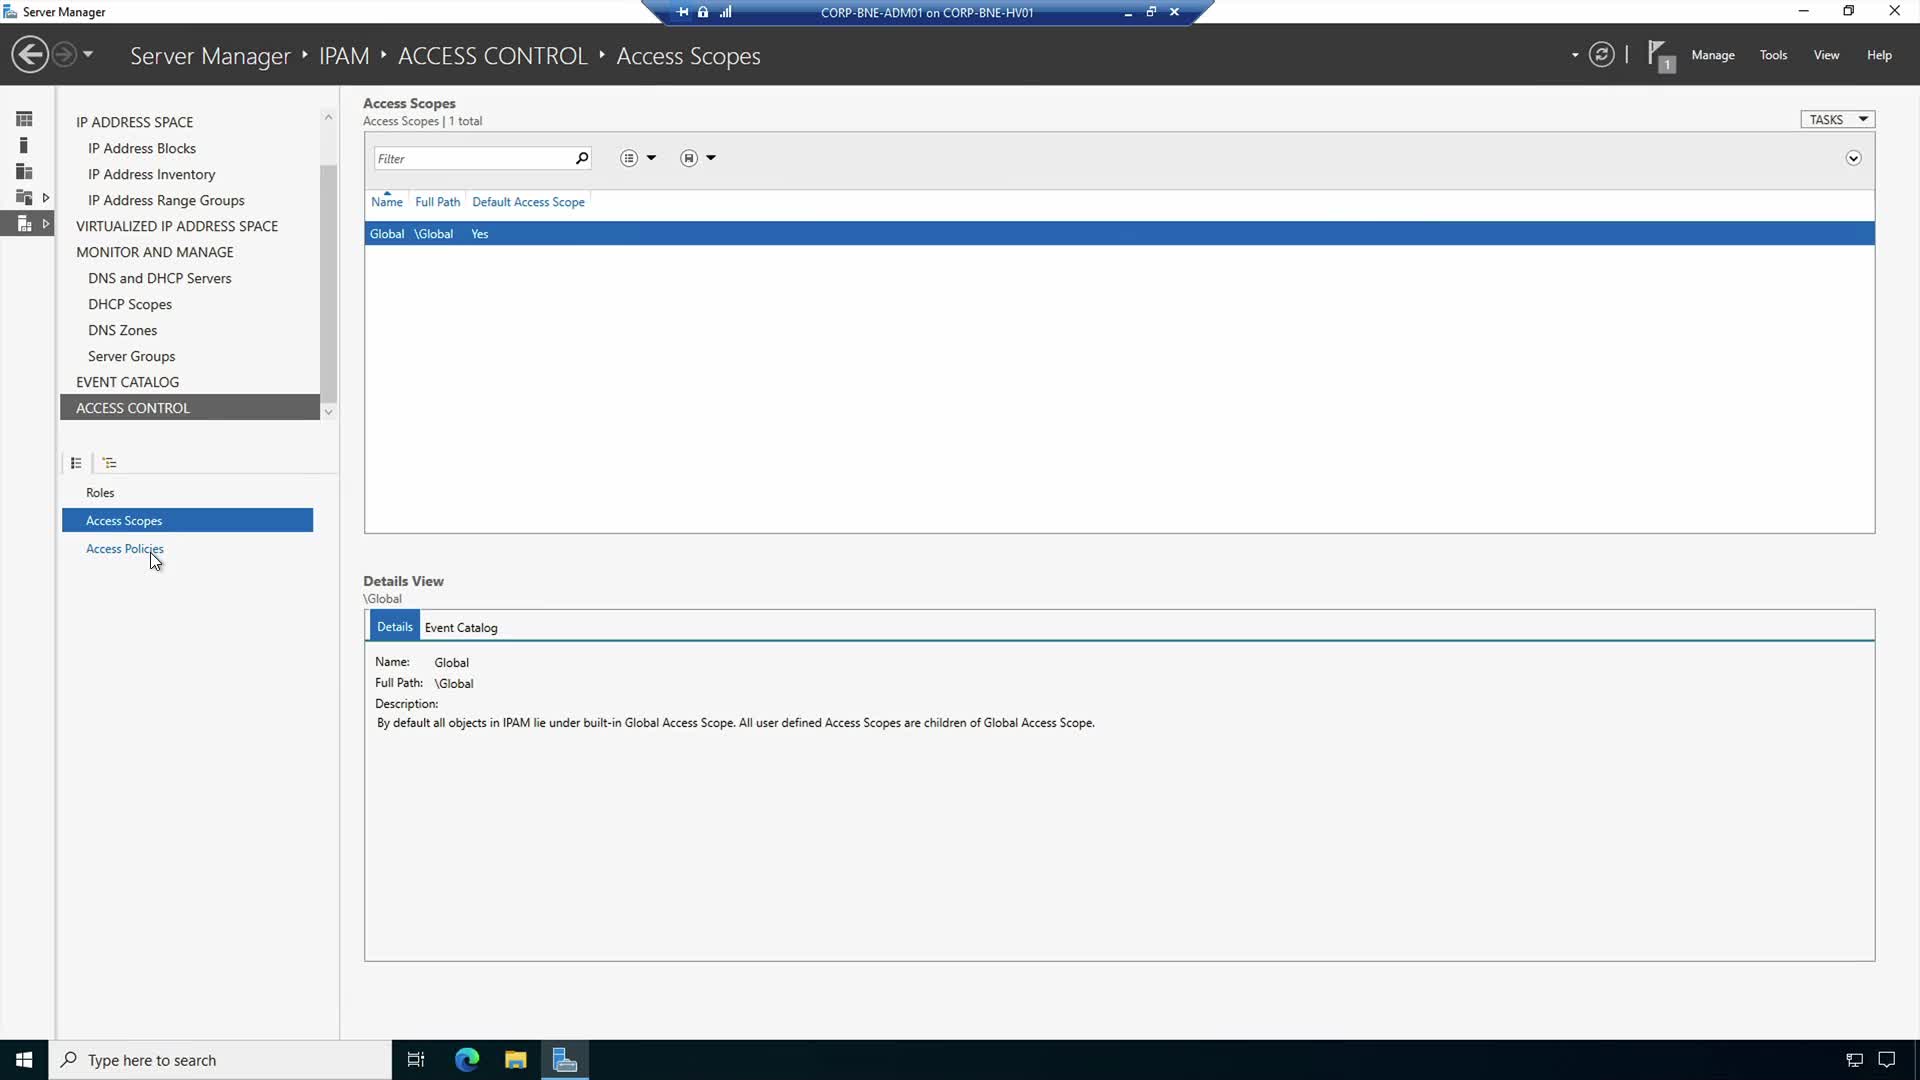 Server Manager
CORP-BNE-ADM01 on CORP-BNE-HV01
Server Manager ‣ IPAM ‣ ACCESS CONTROL ‣ Access Scopes
1
Manage
Tools
View
Help
IP ADDRESS SPACE
IP Address Blocks
IP Address Inventory
IP Address Range Groups
VIRTUALIZED IP ADDRESS SPACE
MONITOR AND MANAGE
DNS and DHCP Servers
DHCP Scopes
DNS Zones
Server Groups
EVENT CATALOG
ACCESS CONTROL
Roles
Access Scopes
Access Policies
Access Scopes
Access Scopes | 1 total
TASKS
Filter
Name Full Path Default Access Scope
Global \Global Yes
Details View
\Global
Details Event Catalog
Name: Global
Full Path: \Global
Description:
By default all objects in IPAM lie under built-in Global Access Scope. All user defined Access Scopes are children of Global Access Scope.
Type here to search